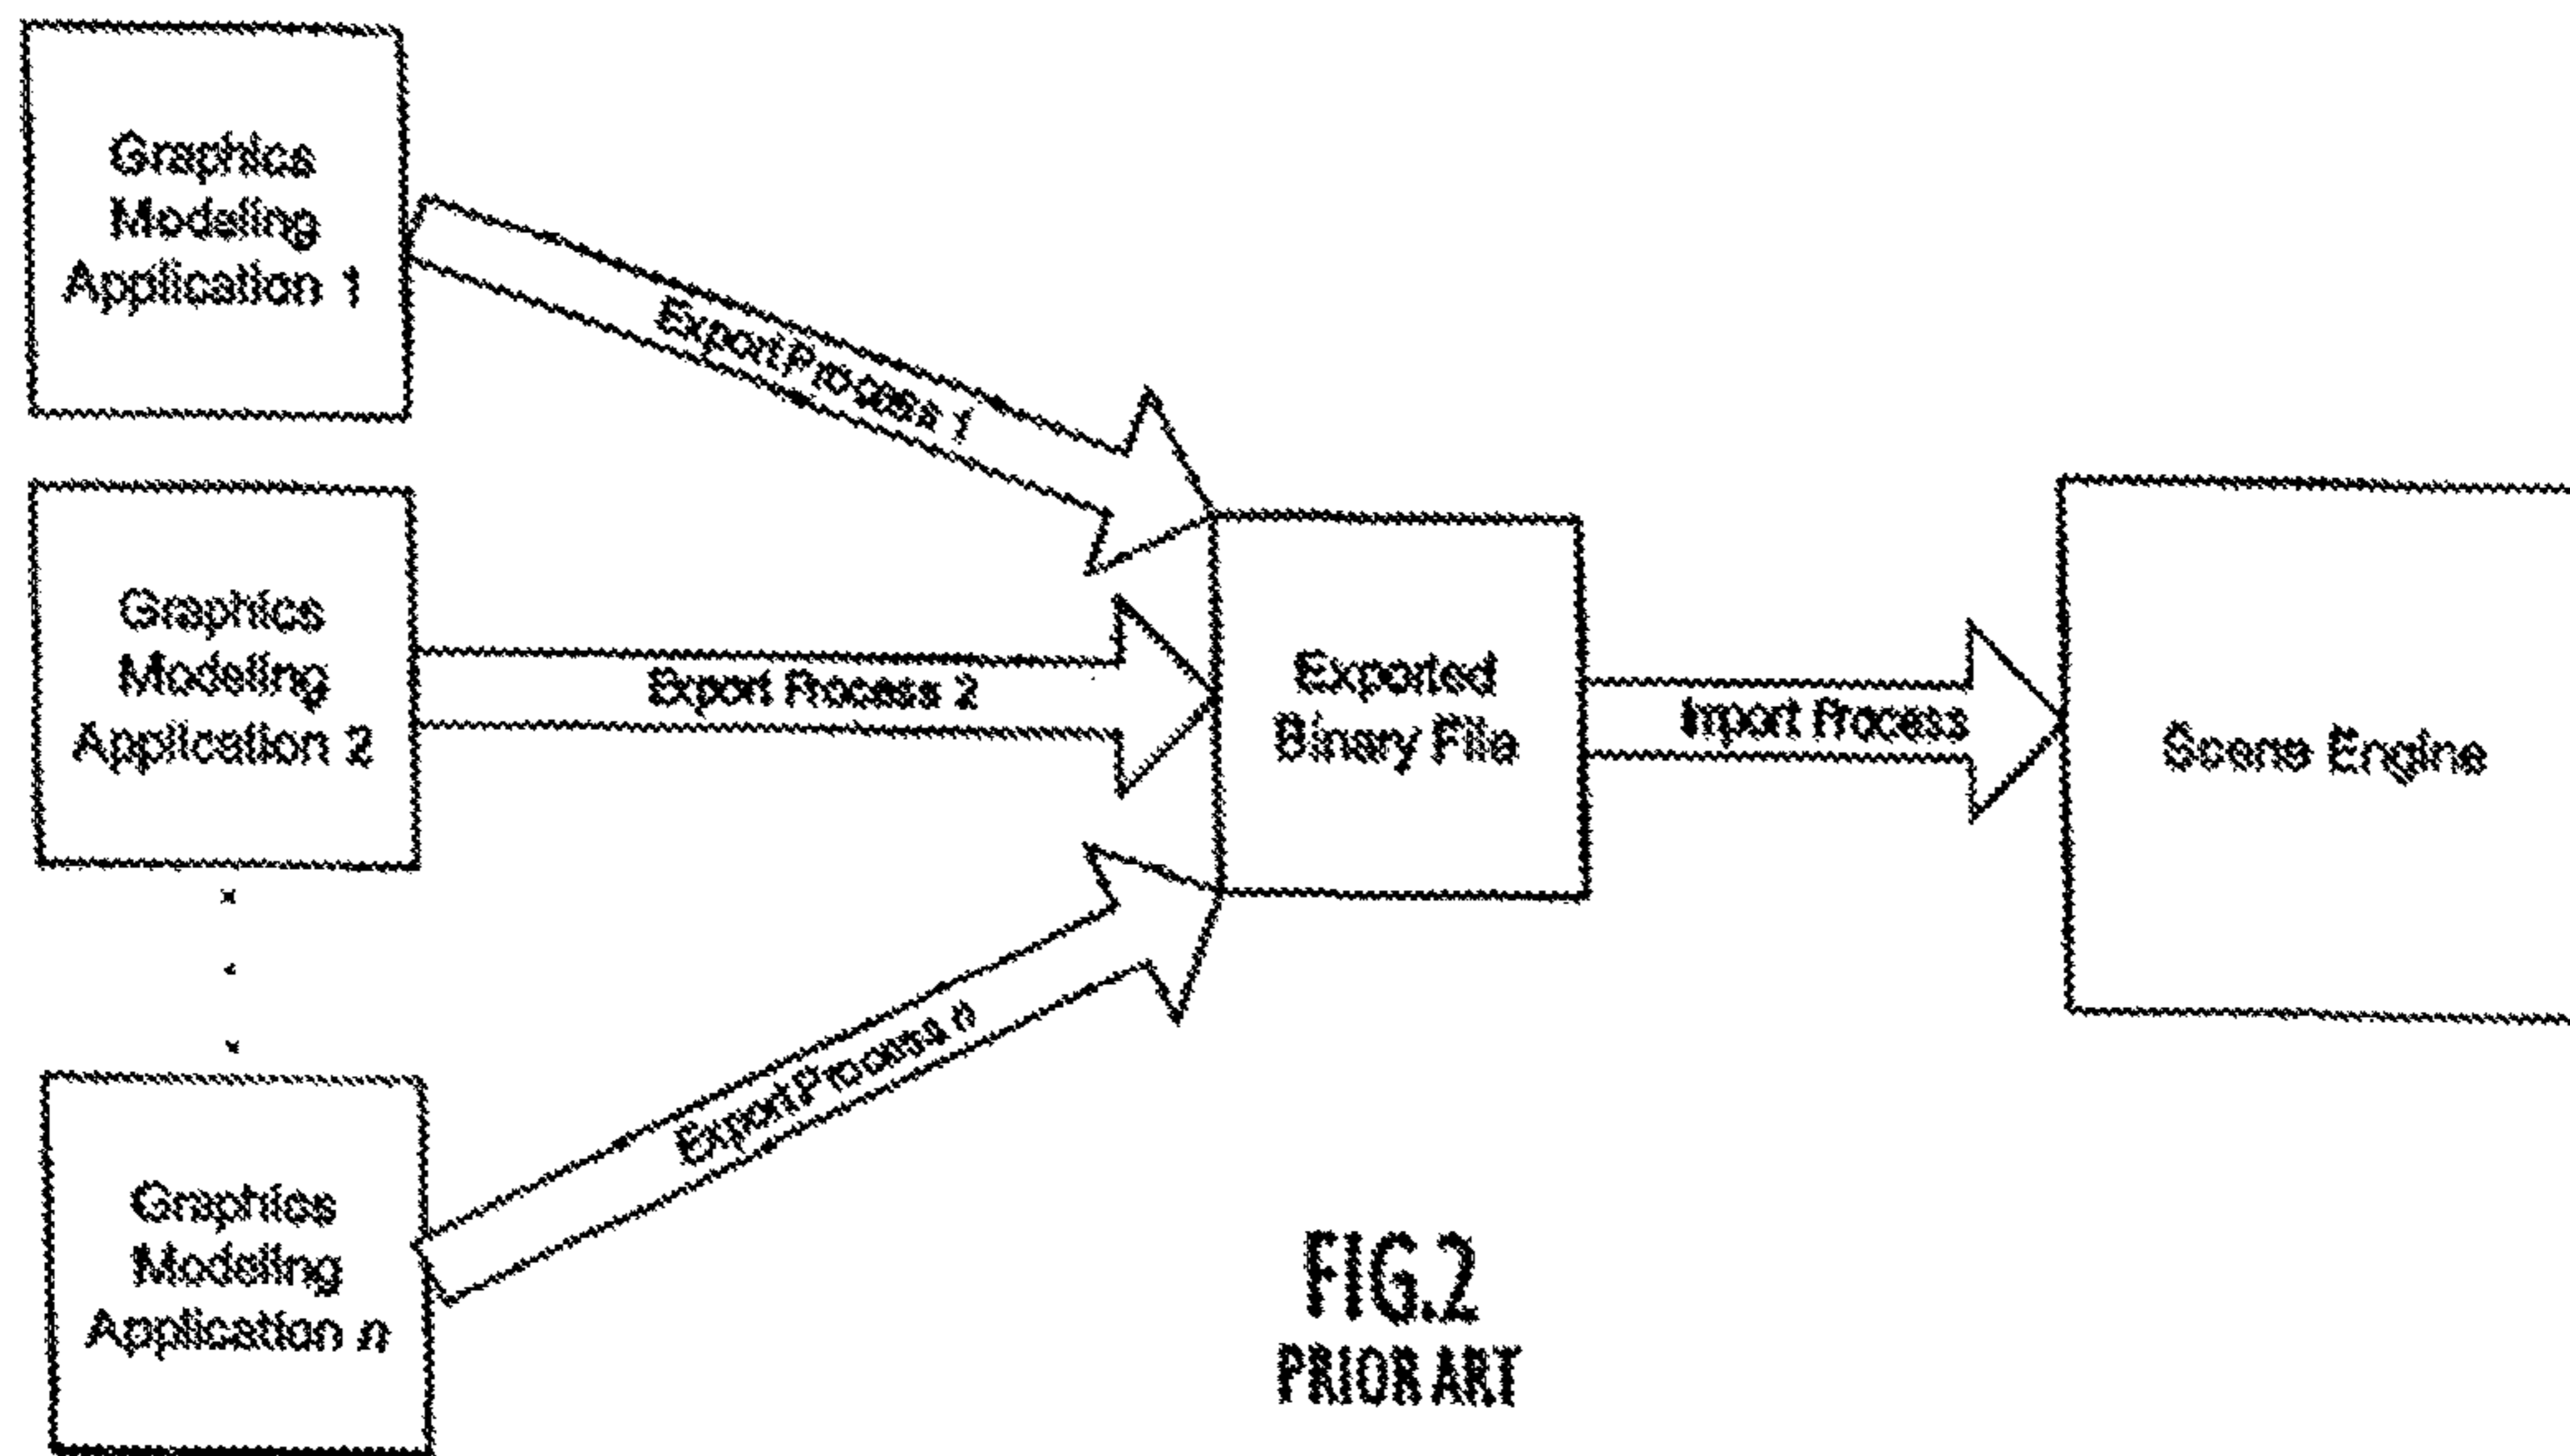 Graphics
Modeling
Application 1
Export Process 1
Graphics
Modeling
Application 2
Export Process 2
Exported
Binary File
Import Process
Scene Engine
Export Process n
Graphics
Modeling
Application n
FIG.2
PRIOR ART